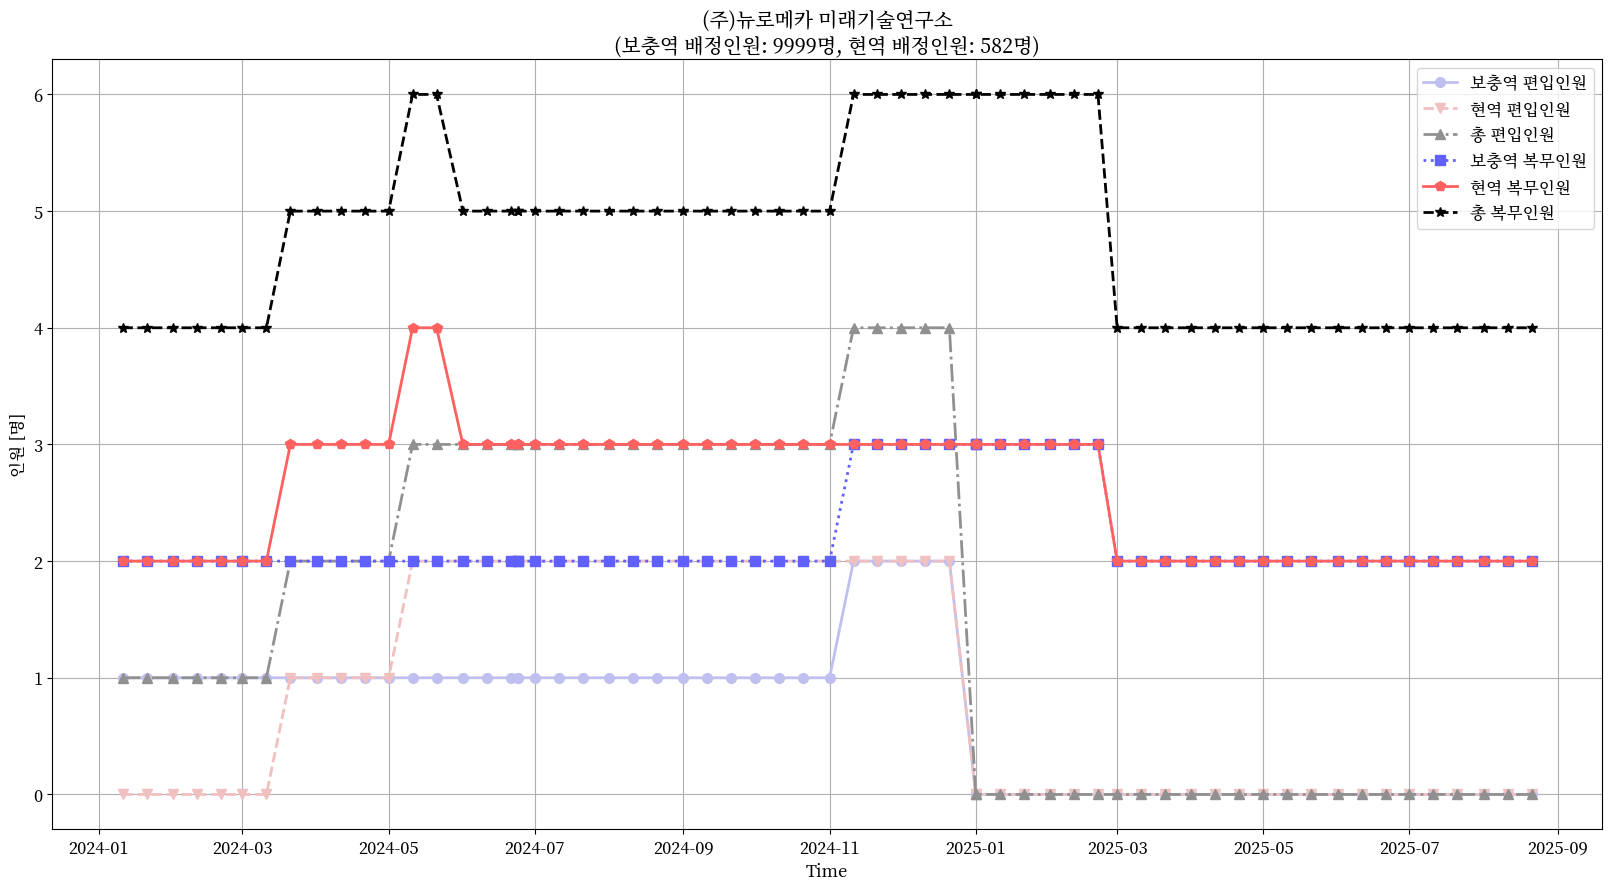 (주)뉴로메카 미래기술연구소
(보충역 배정인원: 9999명, 현역 배정인원: 582명)
보충역 편입인원
현역 편입인원
총 편입인원
보충역 복무인원
현역 복무인원
총 복무인원
인원 [명]
6
5
4
3
2
1
0
2024-01 2024-03 2024-05 2024-07 2024-09 2024-11 2025-01 2025-03 2025-05 2025-07 2025-09
Time